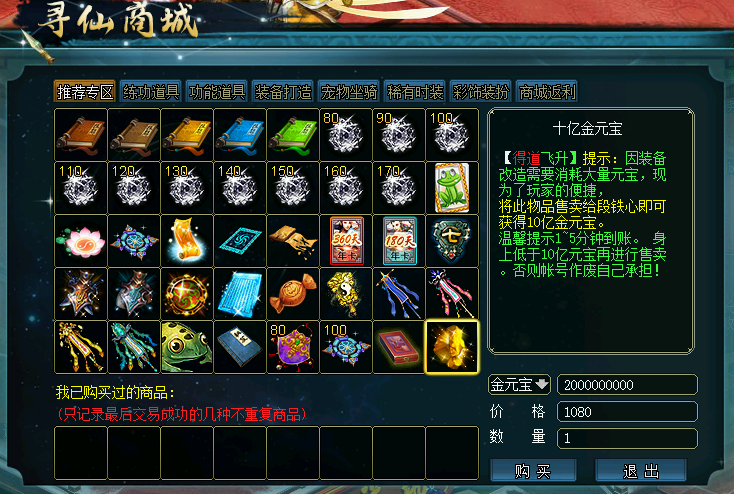 寻仙商城
推荐专区 练功道具 功能道具 装备打造 宠物坐骑 稀有时装 彩饰装扮 商城返利
80 90 100
110 120 130 140 150 160 170
360天 180天 七
年卡 年卡
80 100
十亿金元宝
【得道飞升】提示：因装备
改造需要消耗大量元宝，现
为了玩家的便捷，
将此物品售卖给段铁心即可
获得10亿金元宝。
温馨提示1~5分钟到账。 身
上低于10亿元宝再进行售卖
。否则帐号作废自己承担！
我已购买过的商品：
（只记录最后交易成功的几种不重复商品）
金元宝 2000000000
价 格 1080
数 量 1
购 买 退 出